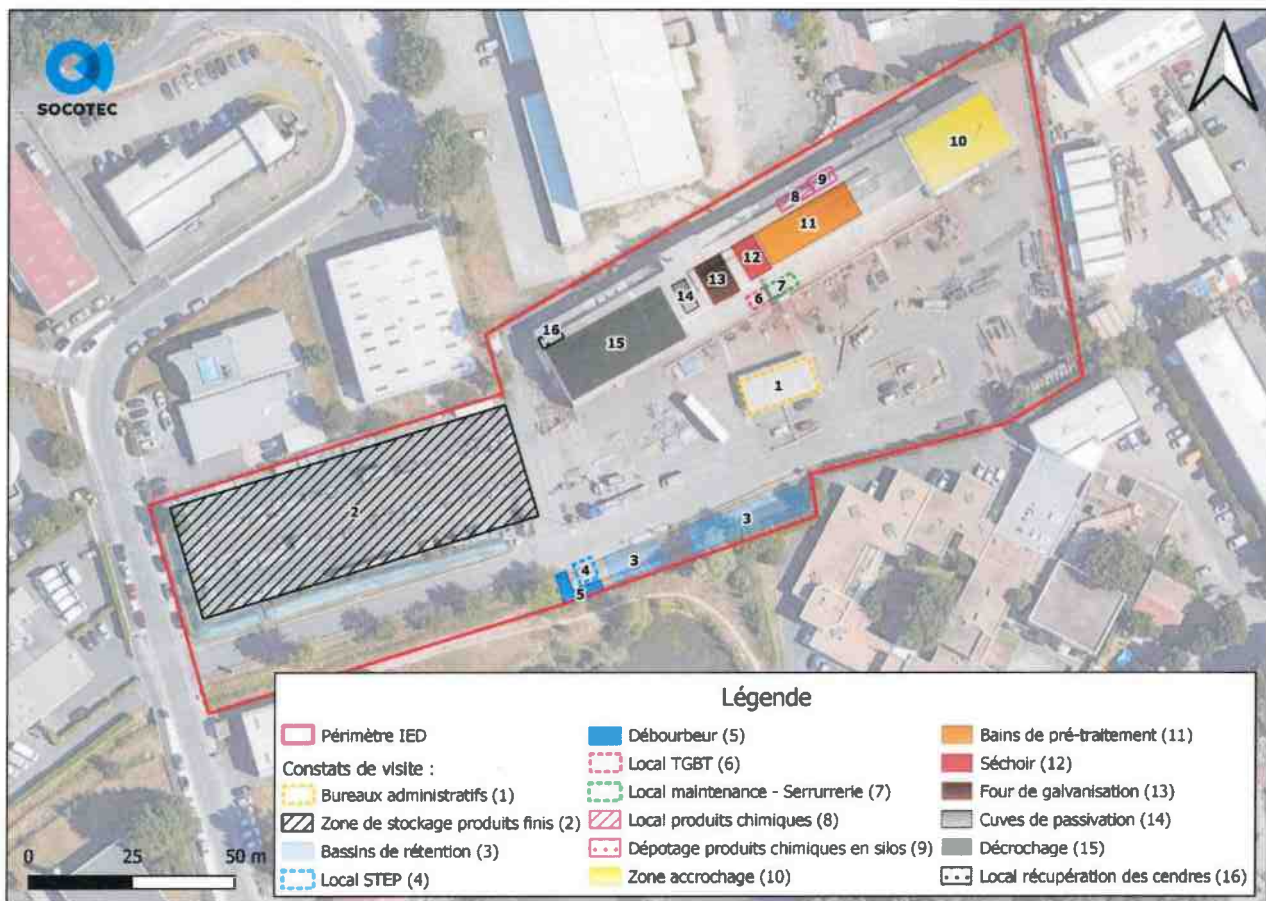 SOCOTEC
10
9
8
11
12
13
7
6
14
16
15
1
2
3
3
4
5
Légende
Périmètre IED
Constats de visite :
Bureaux administratifs (1)
Zone de stockage produits finis (2)
Bassins de rétention (3)
Local STEP (4)
Débourbeur (5)
Local TGBT (6)
Local maintenance - Serrurrerie (7)
Local produits chimiques (8)
Dépotage produits chimiques en silos (9)
Zone accrochage (10)
Bains de pré-traitement (11)
Séchoir (12)
Four de galvanisation (13)
Cuves de passivation (14)
Décrochage (15)
Local récupération des cendres (16)
0 25 50 m